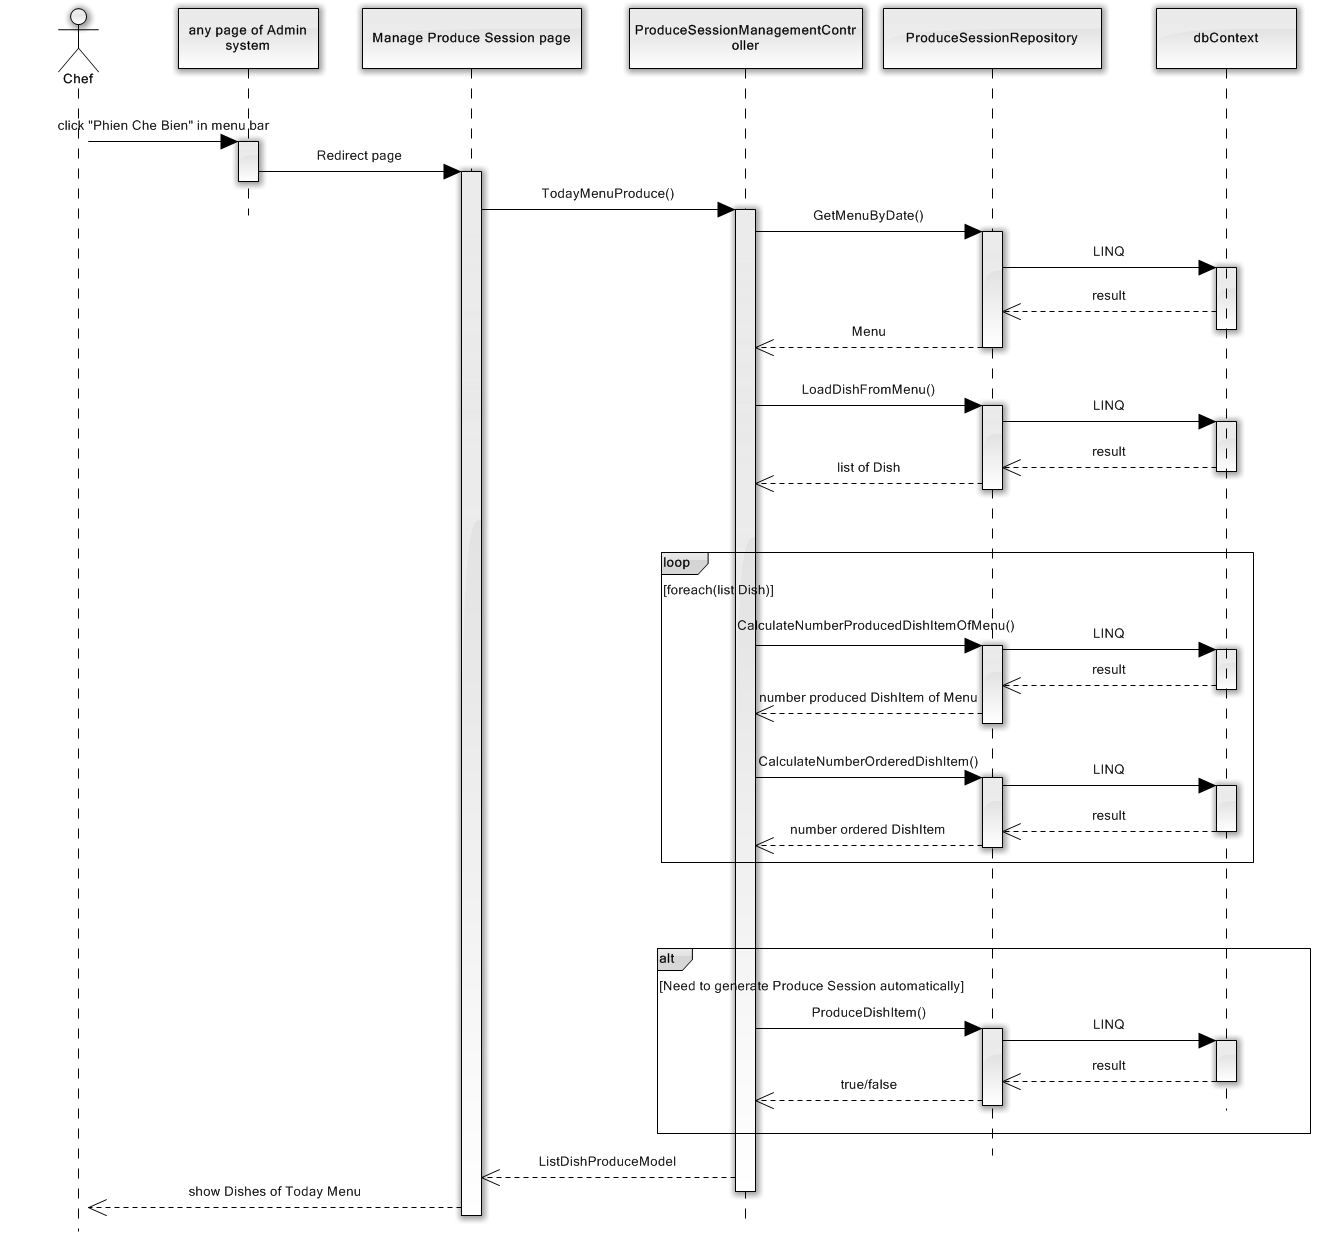 Chef
any page of Admin
system
Manage Produce Session page
ProduceSessionManagementContr
oller
ProduceSessionRepository
dbContext
click "Phien Che Bien" in menu bar
Redirect page
TodayMenuProduce()
GetMenuByDate()
LINQ
result
Menu
LoadDishFromMenu()
LINQ
result
list of Dish
loop
[foreach(list Dish)]
CalculateNumberProducedDishItemOfMenu()
LINQ
result
number produced DishItem of Menu
CalculateNumberOrderedDishItem()
LINQ
result
number ordered DishItem
alt
[Need to generate Produce Session automatically]
ProduceDishItem()
LINQ
result
true/false
ListDishProduceModel
show Dishes of Today Menu